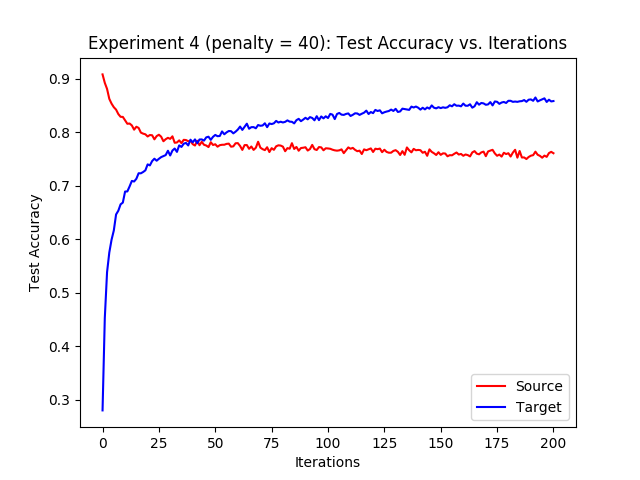 Experiment 4 (penalty = 40): Test Accuracy vs. Iterations
Test Accuracy
0.9
0.8
0.7
0.6
0.5
0.4
0.3
Source
Target
0 25 50 75 100 125 150 175 200
Iterations